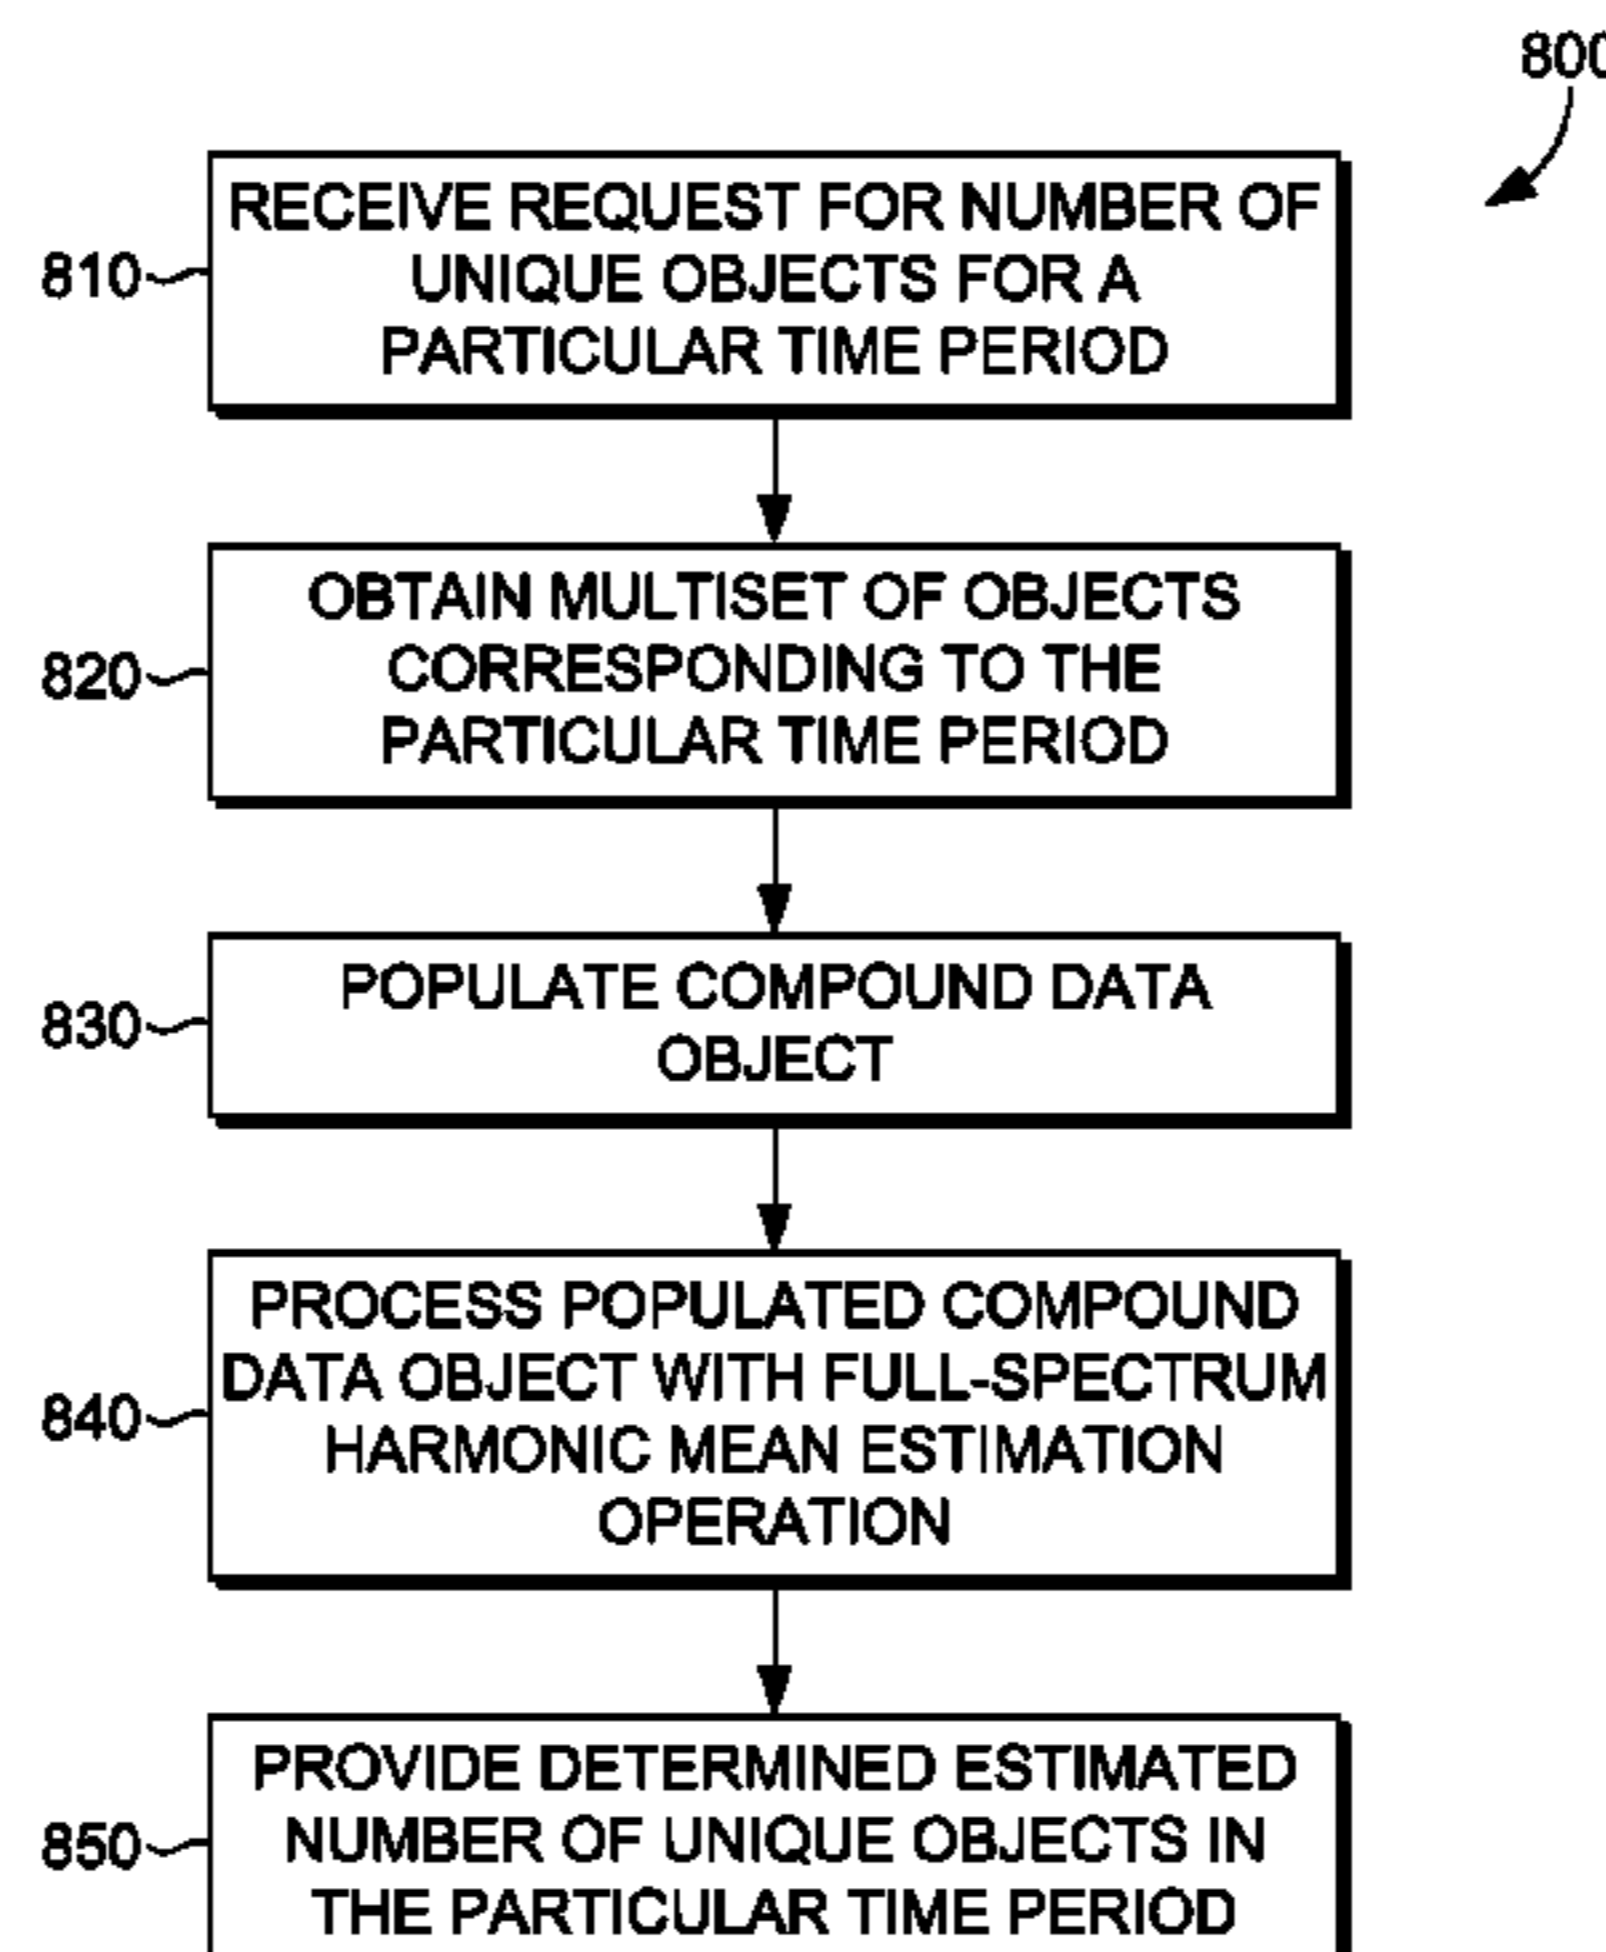 800
RECEIVE REQUEST FOR NUMBER OF
UNIQUE OBJECTS FOR A
PARTICULAR TIME PERIOD
810
OBTAIN MULTISET OF OBJECTS
CORRESPONDING TO THE
PARTICULAR TIME PERIOD
820
POPULATE COMPOUND DATA
OBJECT
830
PROCESS POPULATED COMPOUND
DATA OBJECT WITH FULL-SPECTRUM
HARMONIC MEAN ESTIMATION
OPERATION
840
PROVIDE DETERMINED ESTIMATED
NUMBER OF UNIQUE OBJECTS IN
THE PARTICULAR TIME PERIOD
850